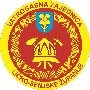 VATROGASNA ZAJEDNICA
LIČKO-SENJSKE ŽUPANIJE